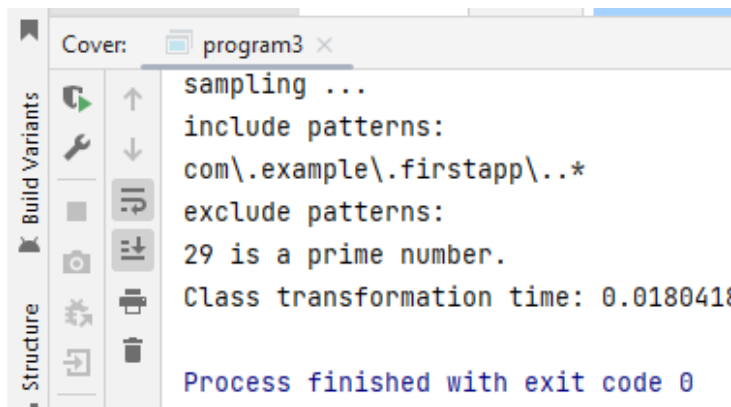 Cover: program3
Build Variants
Structure
sampling ...
include patterns:
com\.example\.firstapp\..*
exclude patterns:
29 is a prime number.
Class transformation time: 0.0180418
Process finished with exit code 0